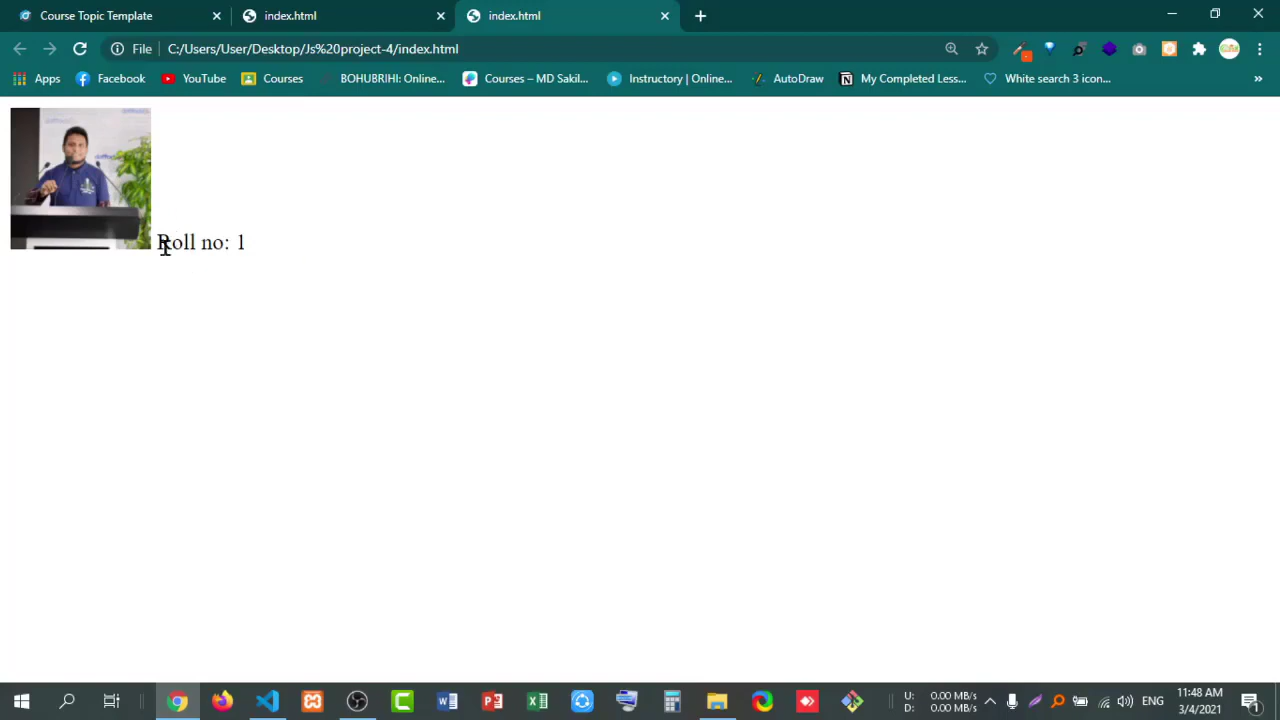 Course Topic Template
index.html
index.html
File
C:/Users/User/Desktop/Js%20project-4/index.html
Apps
Facebook
YouTube
Courses
BOHUBRIHI: Online...
Courses – MD Sakil...
Instructory | Online...
AutoDraw
My Completed Less...
White search 3 icon...
Roll no: 1
U: 0.00 MB/s
D: 0.00 MB/s
ENG
11:48 AM
3/4/2021